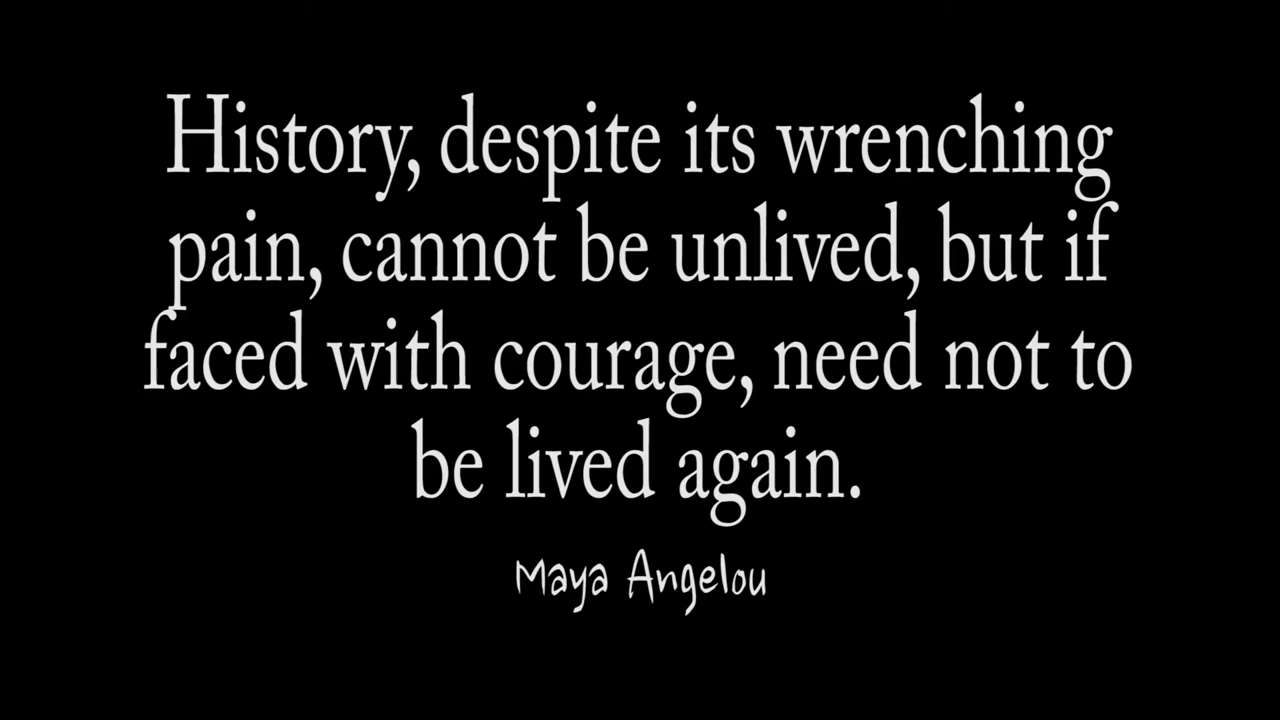 History, despite its wrenching
pain, cannot be unlived, but if
faced with courage, need not to
be lived again.
Maya Angelou